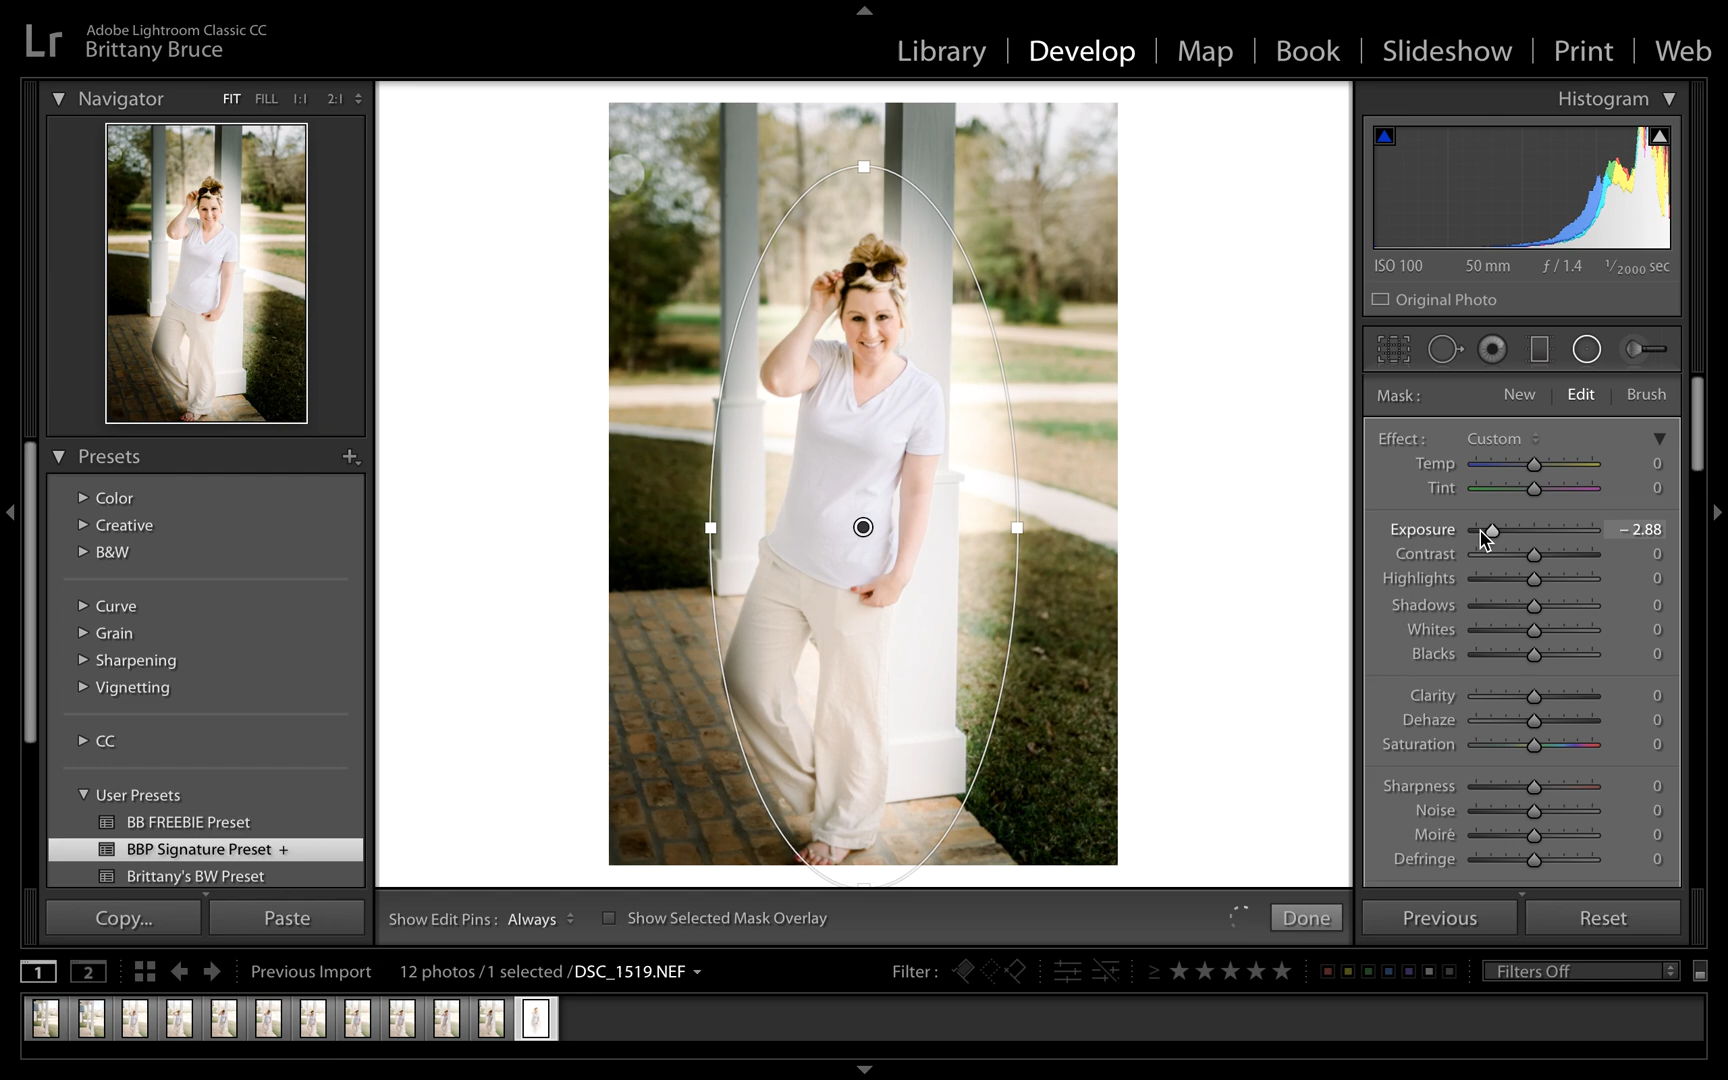 Lr
Adobe Lightroom Classic CC
Brittany Bruce
Library | Develop | Map | Book | Slideshow | Print | Web
Navigator FIT FILL 1:1 2:1
Presets +
Color
Creative
B&W
Curve
Grain
Sharpening
Vignetting
CC
User Presets
BB FREEBIE Preset
BBP Signature Preset +
Brittany's BW Preset
Copy... Paste
Show Edit Pins : Always Show Selected Mask Overlay Done
Histogram
ISO 100 50 mm ƒ / 1.4 1/2000 sec
Original Photo
Mask : New | Edit | Brush
Effect : Custom
Temp 0
Tint 0
Exposure – 2.88
Contrast 0
Highlights 0
Shadows 0
Whites 0
Blacks 0
Clarity 0
Dehaze 0
Saturation 0
Sharpness 0
Noise 0
Moiré 0
Defringe 0
Previous Reset
1 2 Previous Import 12 photos / 1 selected / DSC_1519.NEF Filter : ≥ ★ ★ ★ ★ ★ Filters Off